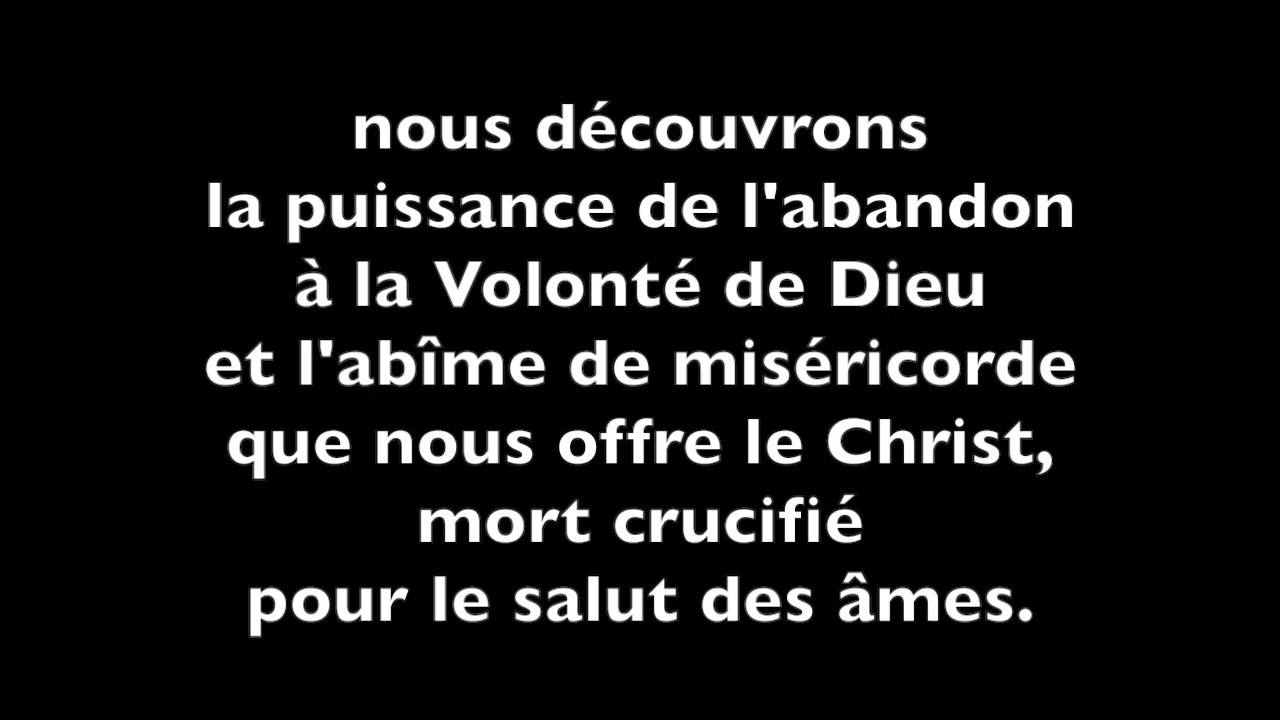 nous découvrons
la puissance de l'abandon
à la Volonté de Dieu
et l'abîme de miséricorde
que nous offre le Christ,
mort crucifié
pour le salut des âmes.